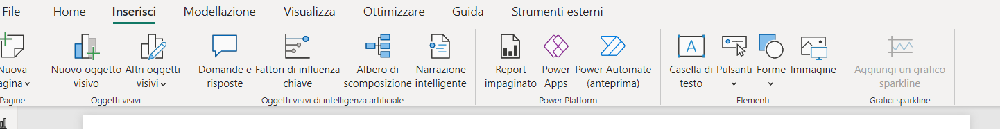 File Home Inserisci Modellazione Visualizza Ottimizzare Guida Strumenti esterni
Nuova
agina
Pagine
Nuovo oggetto
visivo
Altri oggetti
visivi
Oggetti visivi
Domande e
risposte
Fattori di influenza
chiave
Albero di
scomposizione
Narrazione
intelligente
Oggetti visivi di intelligenza artificiale
Report
impaginato
Power
Apps
Power Automate
(anteprima)
Power Platform
A
Casella di
testo
Pulsanti
Forme
Immagine
Elementi
Aggiungi un grafico
sparkline
Grafici sparkline